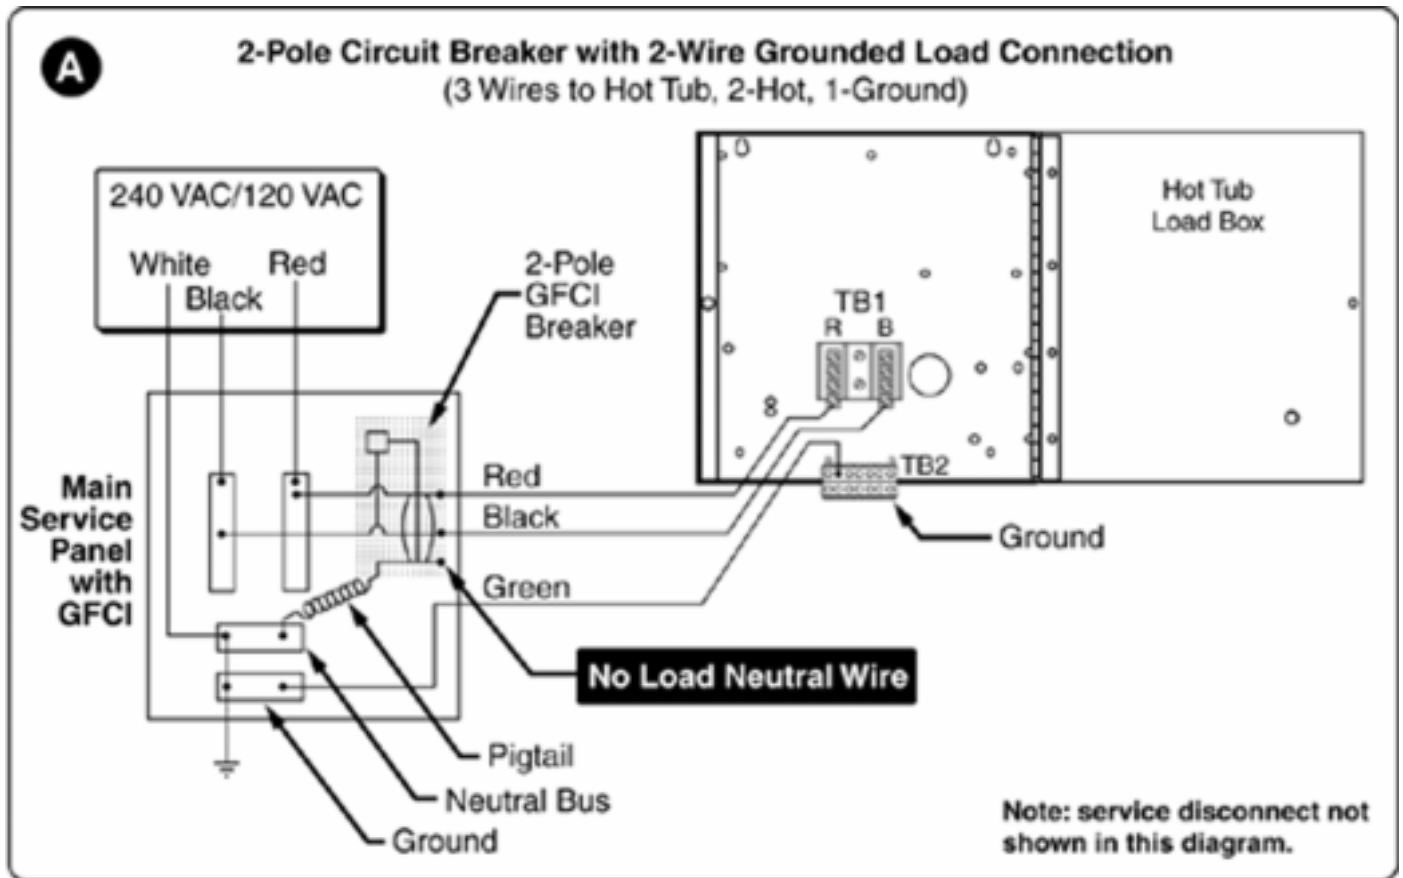 A
2-Pole Circuit Breaker with 2-Wire Grounded Load Connection
(3 Wires to Hot Tub, 2-Hot, 1-Ground)
240 VAC/120 VAC
White
Red
Black
2-Pole
GFCI
Breaker
Hot Tub
Load Box
TB1
R B
TB2
Ground
Main
Service
Panel
with
GFCI
Red
Black
Green
No Load Neutral Wire
Pigtail
Neutral Bus
Ground
Note: service disconnect not
shown in this diagram.